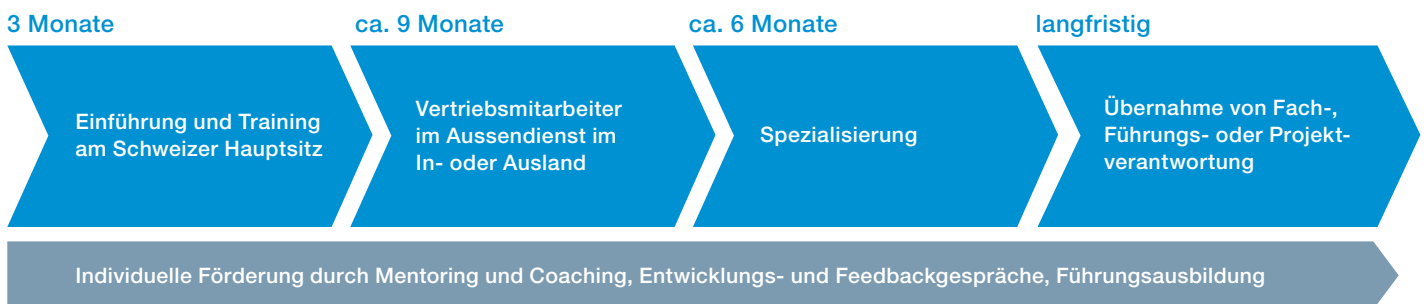 3 Monate
ca. 9 Monate
ca. 6 Monate
langfristig
Einführung und Training
am Schweizer Hauptsitz
Vertriebsmitarbeiter
im Aussendienst im
In- oder Ausland
Spezialisierung
Übernahme von Fach-,
Führungs- oder Projekt-
verantwortung
Individuelle Förderung durch Mentoring und Coaching, Entwicklungs- und Feedbackgespräche, Führungsausbildung